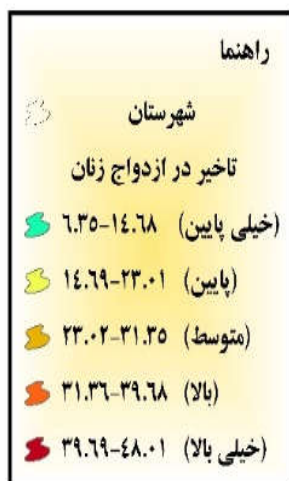 راهنما
شهرستان
تاخیر در ازدواج زنان
(خیلی پایین) ۶.۳۵-۱۴.۶۸
(پایین) ۱۴.۶۹-۲۳.۰۱
(متوسط) ۲۳.۰۲-۳۱.۳۵
(بالا) ۳۱.۳۶-۳۹.۶۸
(خیلی بالا) ۳۹.۶۹-۴۸.۰۱